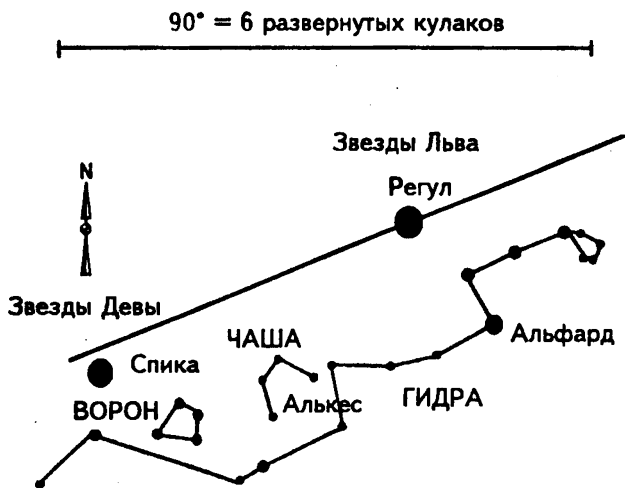 90° = 6 развернутых кулаков
Звезды Льва
N
Регул
Звезды Девы
ЧАША
Альфард
Спика
Алькес
ГИДРА
ВОРОН